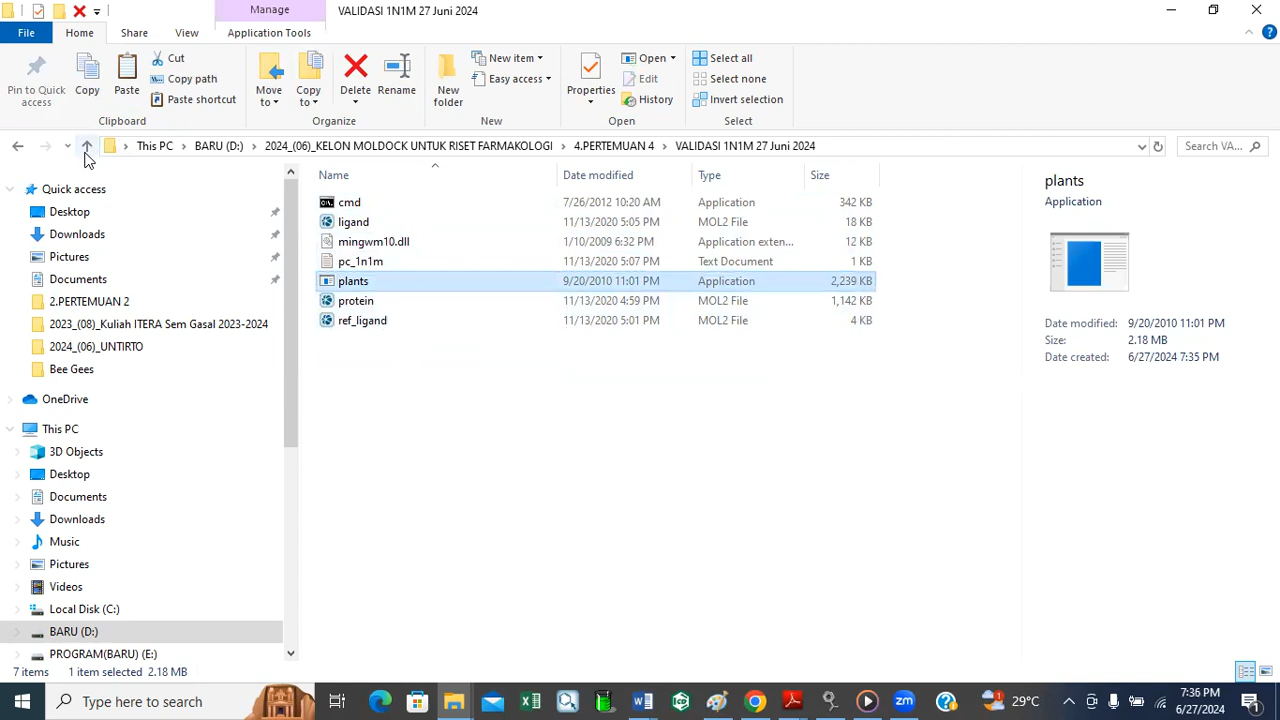 Manage
VALIDASI 1N1M 27 Juni 2024
File
Home
Share
View
Application Tools
Pin to Quick access
Copy
Paste
Cut
Copy path
Paste shortcut
Clipboard
Move to
Copy to
Delete
Rename
Organize
New folder
New item
Easy access
New
Properties
Open
Edit
History
Open
Select all
Select none
Invert selection
Select
This PC
BARU (D:)
2024_(06)_KELON MOLDOCK UNTUK RISET FARMAKOLOGI
4.PERTEMUAN 4
VALIDASI 1N1M 27 Juni 2024
Search VA...
Quick access
Desktop
Downloads
Pictures
Documents
2.PERTEMUAN 2
2023_(08)_Kuliah ITERA Sem Gasal 2023-2024
2024_(06)_UNTIRTO
Bee Gees
OneDrive
This PC
3D Objects
Desktop
Documents
Downloads
Music
Pictures
Videos
Local Disk (C:)
BARU (D:)
PROGRAM(BARU) (E:)
Name Date modified Type Size
cmd 7/26/2012 10:20 AM Application 342 KB
ligand 11/13/2020 5:05 PM MOL2 File 18 KB
mingwm10.dll 1/10/2009 6:32 PM Application exten... 12 KB
pc_1n1m 11/13/2020 5:07 PM Text Document 1 KB
plants 9/20/2010 11:01 PM Application 2,239 KB
protein 11/13/2020 4:59 PM MOL2 File 1,142 KB
ref_ligand 11/13/2020 5:01 PM MOL2 File 4 KB
plants
Application
Date modified: 9/20/2010 11:01 PM
Size: 2.18 MB
Date created: 6/27/2024 7:35 PM
7 items 1 item selected 2.18 MB
Type here to search
29°C
7:36 PM
6/27/2024